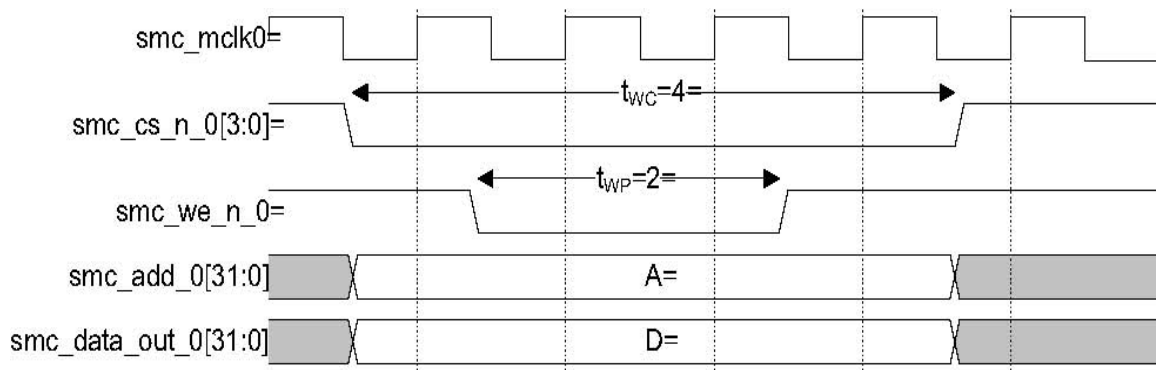 smc_mclk0=
t_WC=4=
smc_cs_n_0[3:0]=
t_WP=2=
smc_we_n_0=
smc_add_0[31:0]
A=
smc_data_out_0[31:0]
D=